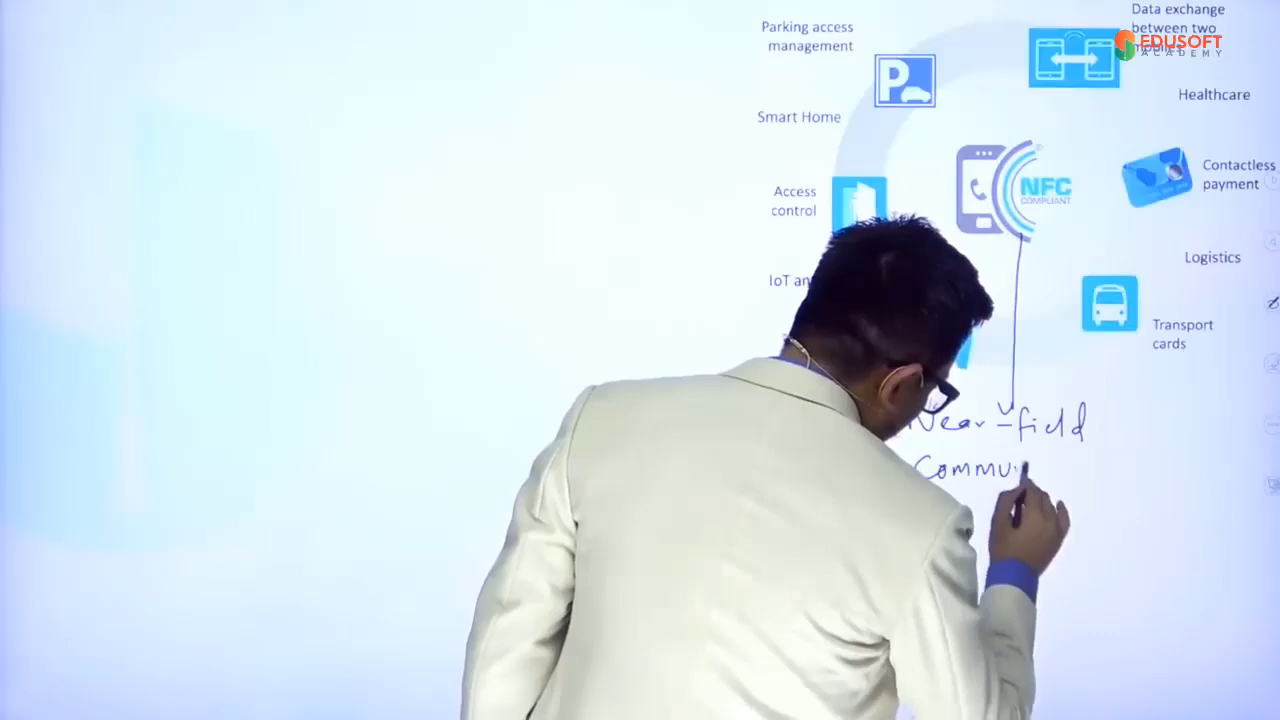 Data exchange
between two
EDUSOFT
ACADEMY
Parking access
management
P
Healthcare
Smart Home
Contactless
payment
NFC
COMPLIANT
Access
control
Logistics
IoT an
Transport
cards
Near-field
Commu